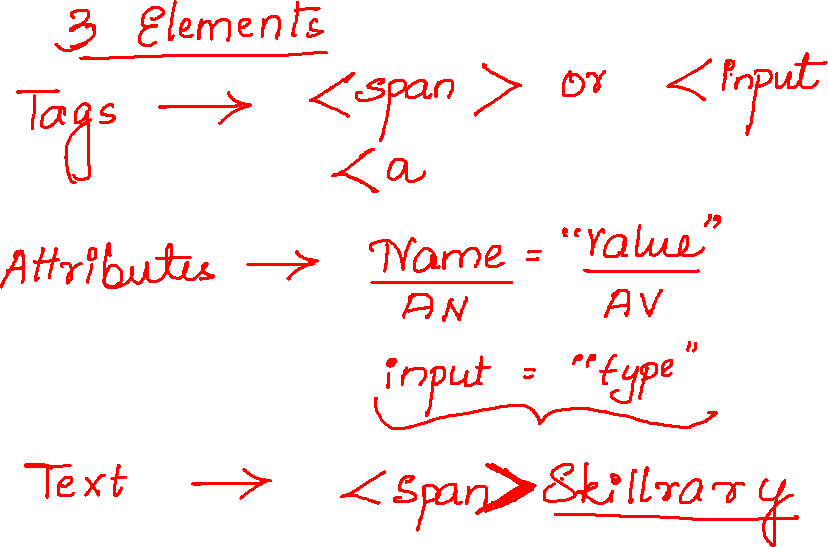 3 Elements
Tags → <span> or <input
<a
Attributes → Name = "Value"
AN AV
input = "type"
Text → <span>Skillrary